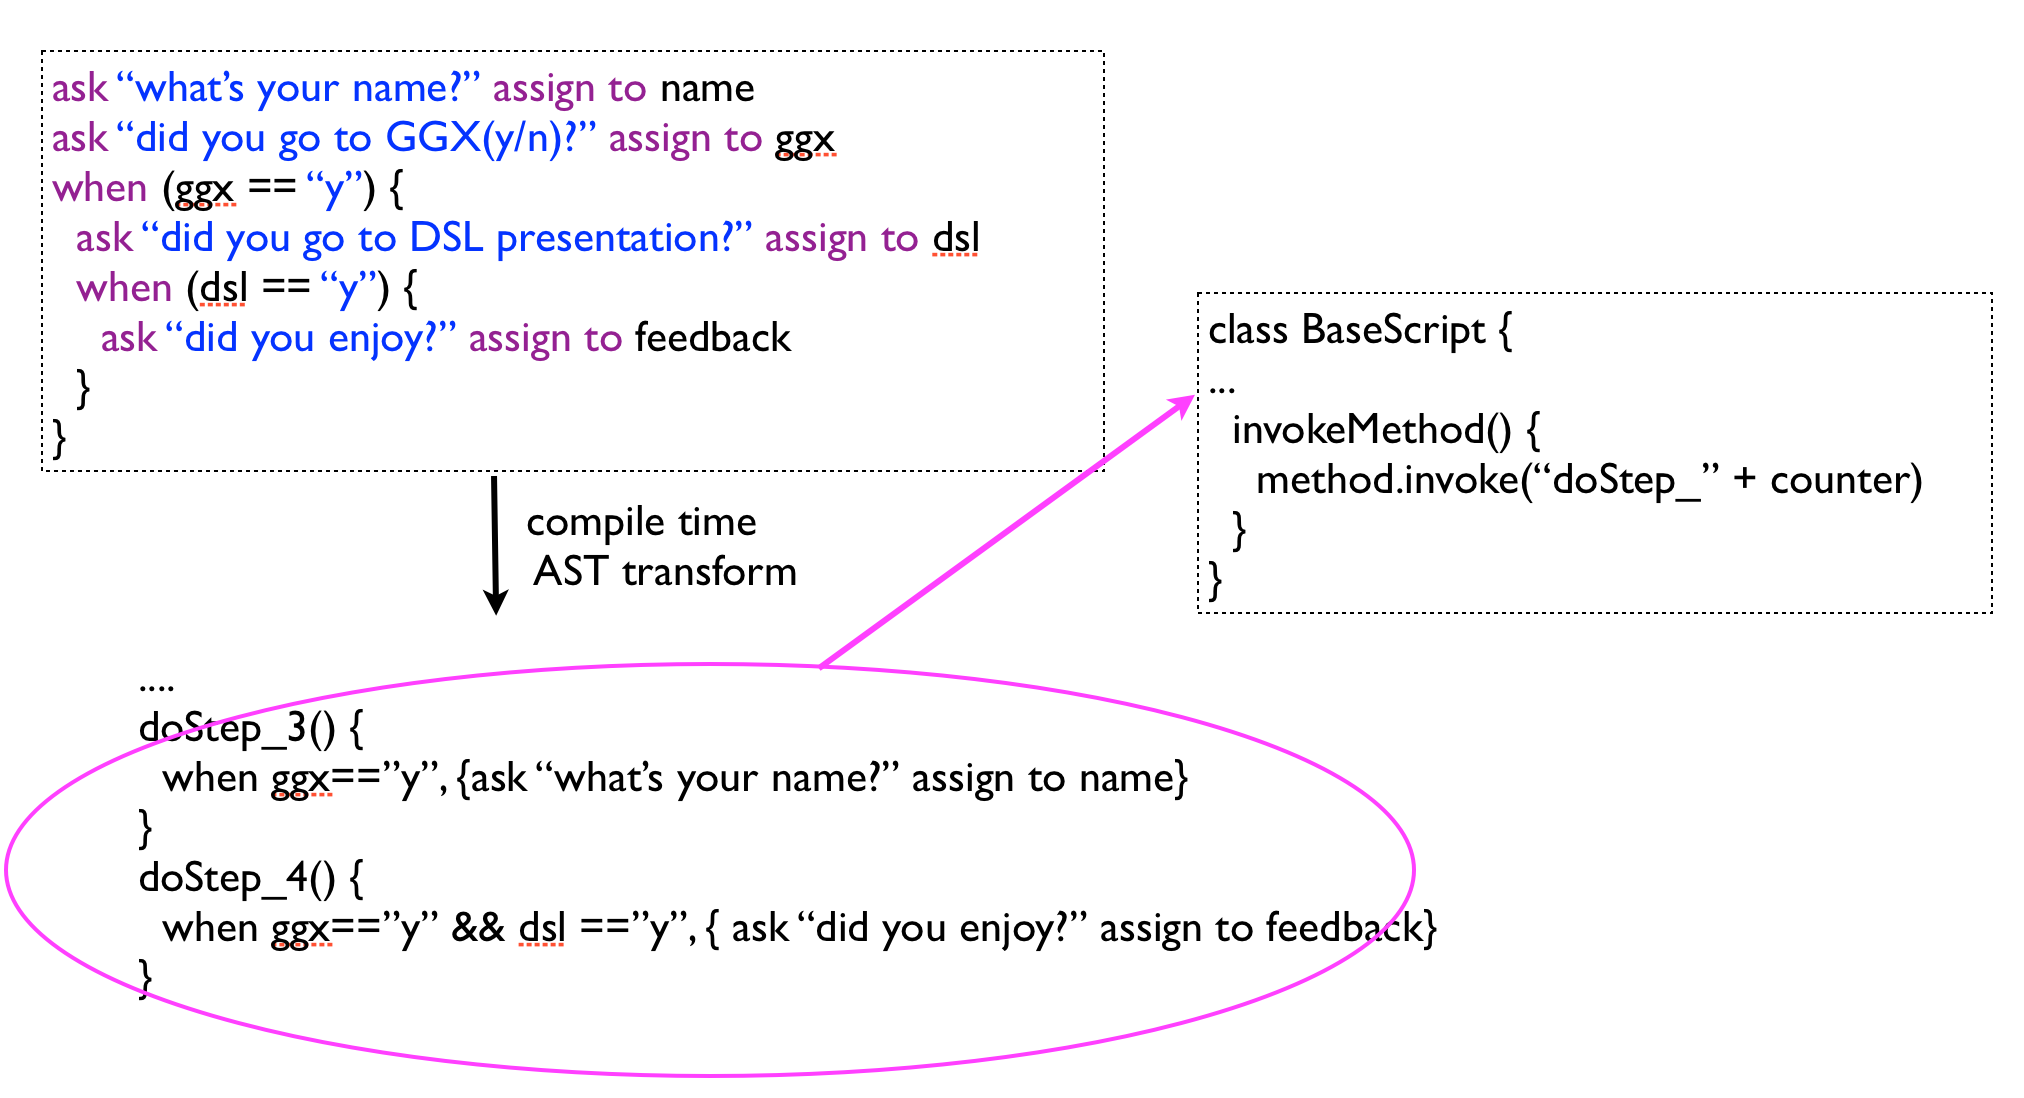 ask “what’s your name?” assign to name
ask “did you go to GGX(y/n)?” assign to ggx
when (ggx == “y”) {
ask “did you go to DSL presentation?” assign to dsl
when (dsl == “y”) {
ask “did you enjoy?” assign to feedback
}
}
compile time
AST transform
class BaseScript {
...
invokeMethod() {
method.invoke(“doStep_” + counter)
}
}
....
doStep_3() {
when ggx==”y”, {ask “what’s your name?” assign to name}
}
doStep_4() {
when ggx==”y” && dsl ==”y”, { ask “did you enjoy?” assign to feedback}
}